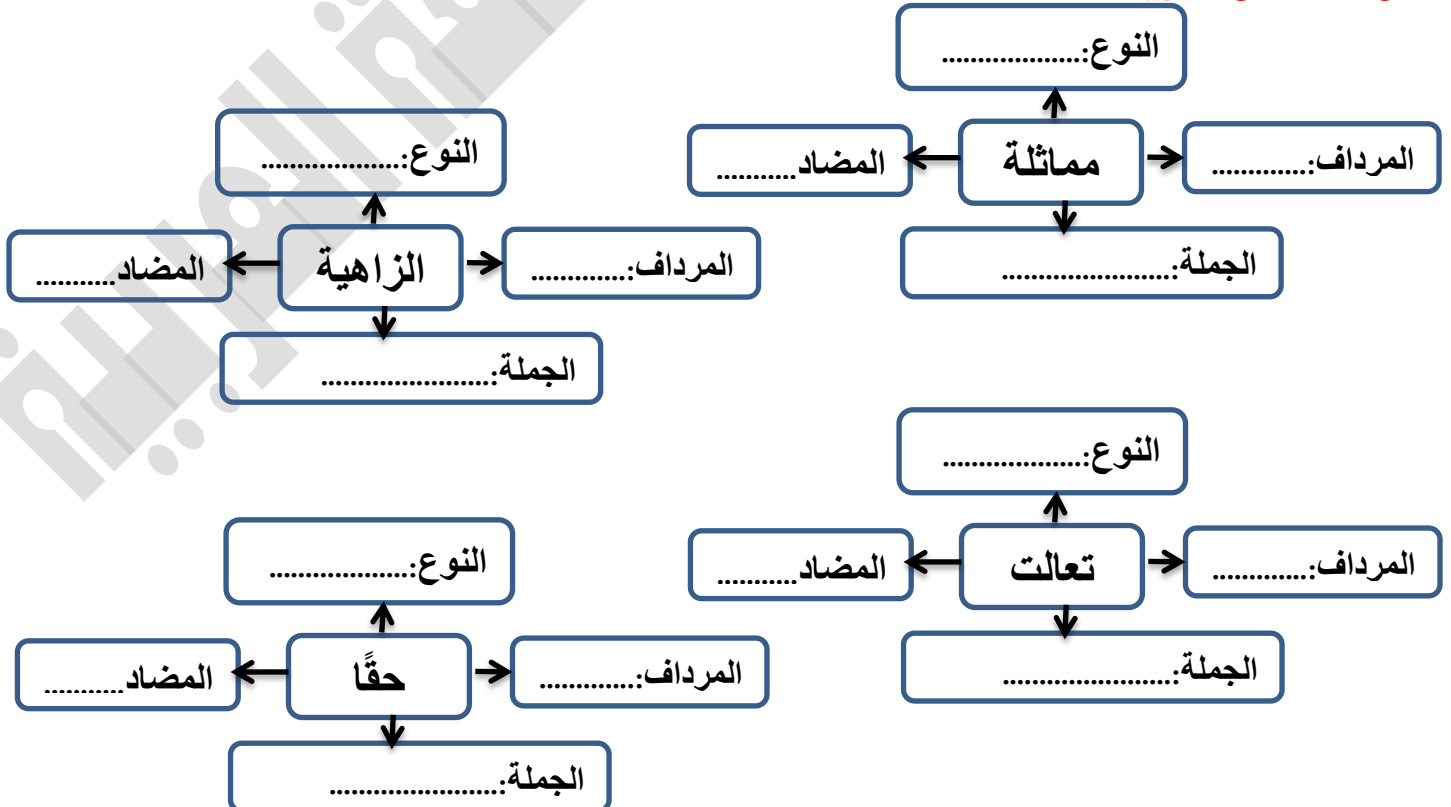 النوع:...................
المرداف:............. مماثلة المضاد...........
الجملة:.......................
النوع:...................
المرداف:............. الزاهية المضاد...........
الجملة:.......................
النوع:...................
المرداف:............. تعالت المضاد...........
الجملة:.......................
النوع:...................
المرداف:............. حقًا المضاد...........
الجملة:.......................